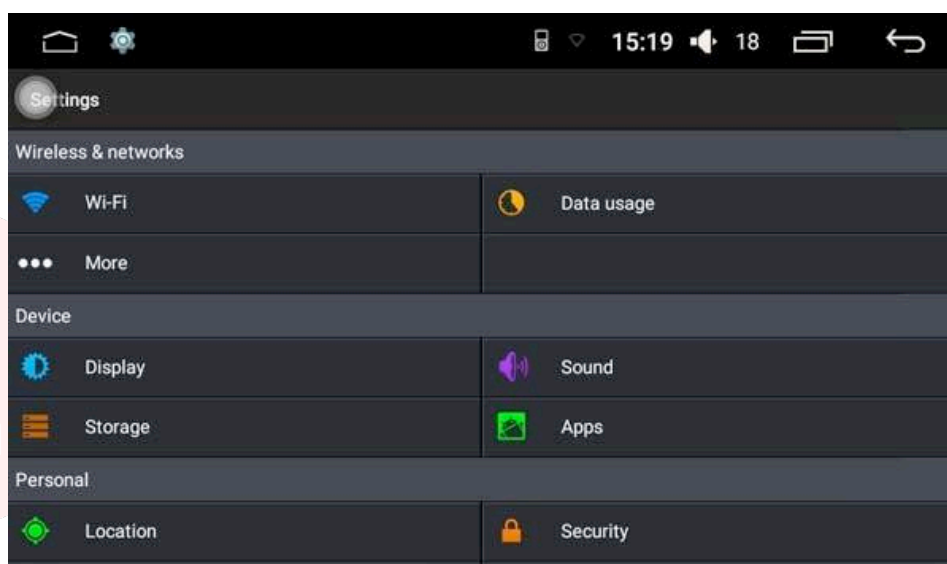 15:19 18
Settings
Wireless & networks
Wi-Fi Data usage
More
Device
Display Sound
Storage Apps
Personal
Location Security